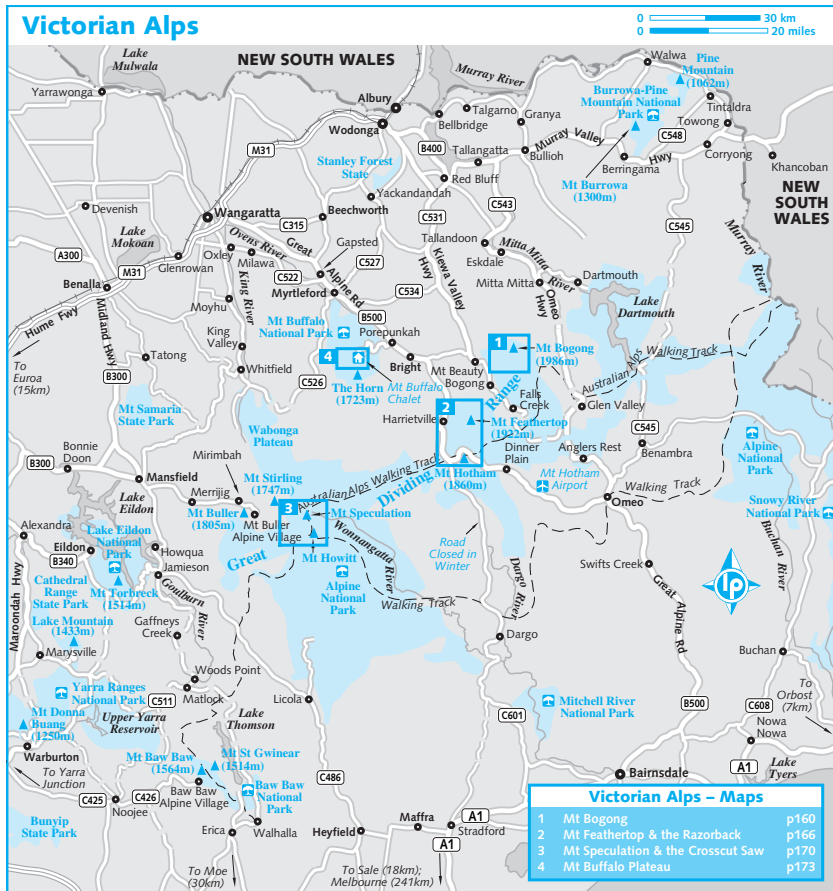 Victorian Alps
0 30 km
0 20 miles
NEW SOUTH WALES
Lake
Mulwala
Yarrawonga
Murray River
Albury
Wodonga
Walwa
Pine
Mountain
(1062m)
Burrowa-Pine
Mountain National
Park
Tintaldra
Towong
Talgarno
Granya
Bellbridge
Murray Valley
Hwy
C548
Corryong
Khancoban
B400
Tallangatta
Bullioh
Berringama
Mt Burrowa
(1300m)
NEW
SOUTH
WALES
M31
Stanley Forest
State
Red Bluff
Yackandandah
C543
C531
C545
Murray
River
Devenish
Wangaratta
Beechworth
C315
Lake
Mokoan
A300
M31
Glenrowan
Oxley
Milawa
Ovens River
Great
Alpine Rd
Gapsted
C522
C527
Tallandoon
Eskdale
Mitta Mitta
River
Kiewa Valley
Hwy
Dartmouth
Benalla
Hume Fwy
Midland Hwy
King River
Myrtleford
C534
Mitta Mitta
Omeo
Hwy
Lake
Dartmouth
Moyhu
Mt Buffalo
National Park
B500
Porepunkah
King
Valley
To
Euroa
(15km)
Tatong
B300
Whitfield
4
Bright
The Horn
(1723m)
Mt Buffalo
Chalet
C526
1
Mt Bogong
(1986m)
Mt Beauty
Bogong
Australian Alps
Walking Track
Range
Falls
Creek
Glen Valley
Mt Samaria
State Park
Wabonga
Plateau
2
Harrietville
Mt Feathertop
(1922m)
C545
Benambra
Dinner
Plain
Anglers Rest
Alpine
National
Park
Bonnie
Doon
B300
Mansfield
Mirimbah
Mt Stirling
(1747m)
Australian Alps Walking Track
Dividing
Mt Hotham
(1860m)
Mt Hotham
Airport
Walking Track
Omeo
Snowy River
National
Park
Lake
Eildon
Merrijig
Mt Buller
(1805m)
Mt Buller
Alpine Village
3
Mt Speculation
Mt Howitt
Wonnangatta River
Road
Closed in
Winter
Buchan River
Alexandra
Lake Eildon
National
Park
Eildon
B340
Howqua
Jamieson
Great
Alpine
National
Park
Dargo
River
Swifts Creek
Great
Alpine Rd
lp
Cathedral
Range
State Park
Maroondah Hwy
Mt Torbreck
(1514m)
Goulburn
River
Walking Track
Lake Mountain
(1433m)
Gaffneys
Creek
Dargo
Marysville
Woods Point
Buchan
Yarra Ranges
National Park
C511
Matlock
Licola
To
Orbost
(7km)
Mt Donna
Buang
(1250m)
Upper Yarra
Reservoir
Lake
Thomson
C601
Mitchell River
National Park
B500
C608
Nowa
Nowa
Warburton
To Yarra
Junction
Mt Baw Baw
(1564m)
Mt St Gwinear
(1514m)
Baw Baw
Alpine Village
C486
Bairnsdale
A1
Lake
Tyers
C425
C426
Noojee
Baw Baw
National
Park
Bunyip
State Park
Erica
Walhalla
Heyfield
Maffra
A1
Stratford
A1
To Moe
(30km)
To Sale (18km);
Melbourne (241km)
Victorian Alps – Maps
1 Mt Bogong p160
2 Mt Feathertop & the Razorback p166
3 Mt Speculation & the Crosscut Saw p170
4 Mt Buffalo Plateau p173